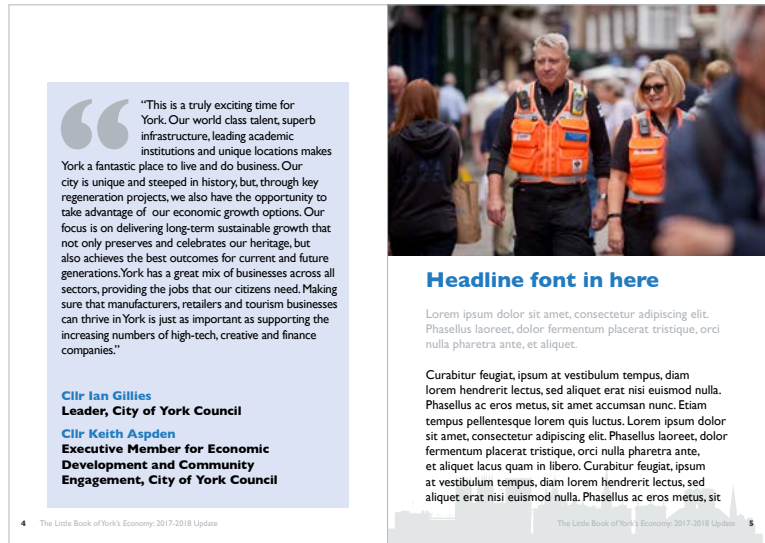 “This is a truly exciting time for
York. Our world class talent, superb
infrastructure, leading academic
institutions and unique locations makes
York a fantastic place to live and do business. Our
city is unique and steeped in history, but, through key
regeneration projects, we also have the opportunity to
take advantage of our economic growth options. Our
focus is on delivering long-term sustainable growth that
not only preserves and celebrates our heritage, but
also achieves the best outcomes for current and future
generations.York has a great mix of businesses across all
sectors, providing the jobs that our citizens need. Making
sure that manufacturers, retailers and tourism businesses
can thrive in York is just as important as supporting the
increasing numbers of high-tech, creative and finance
companies.”
Cllr Ian Gillies
Leader, City of York Council
Cllr Keith Aspden
Executive Member for Economic
Development and Community
Engagement, City of York Council
4 The Little Book of York's Economy: 2017-2018 Update
Headline font in here
Lorem ipsum dolor sit amet, consectetur adipiscing elit.
Phasellus laoreet, dolor fermentum placerat tristique, orci
nulla pharetra ante, et aliquet.
Curabitur feugiat, ipsum at vestibulum tempus, diam
lorem hendrerit lectus, sed aliquet erat nisi euismod nulla.
Phasellus ac eros metus, sit amet accumsan nunc. Etiam
tempus pellentesque lorem quis luctus. Lorem ipsum dolor
sit amet, consectetur adipiscing elit. Phasellus laoreet, dolor
fermentum placerat tristique, orci nulla pharetra ante,
et aliquet lacus quam in libero. Curabitur feugiat, ipsum
at vestibulum tempus, diam lorem hendrerit lectus, sed
aliquet erat nisi euismod nulla. Phasellus ac eros metus, sit
The Little Book of York's Economy: 2017-2018 Update 5